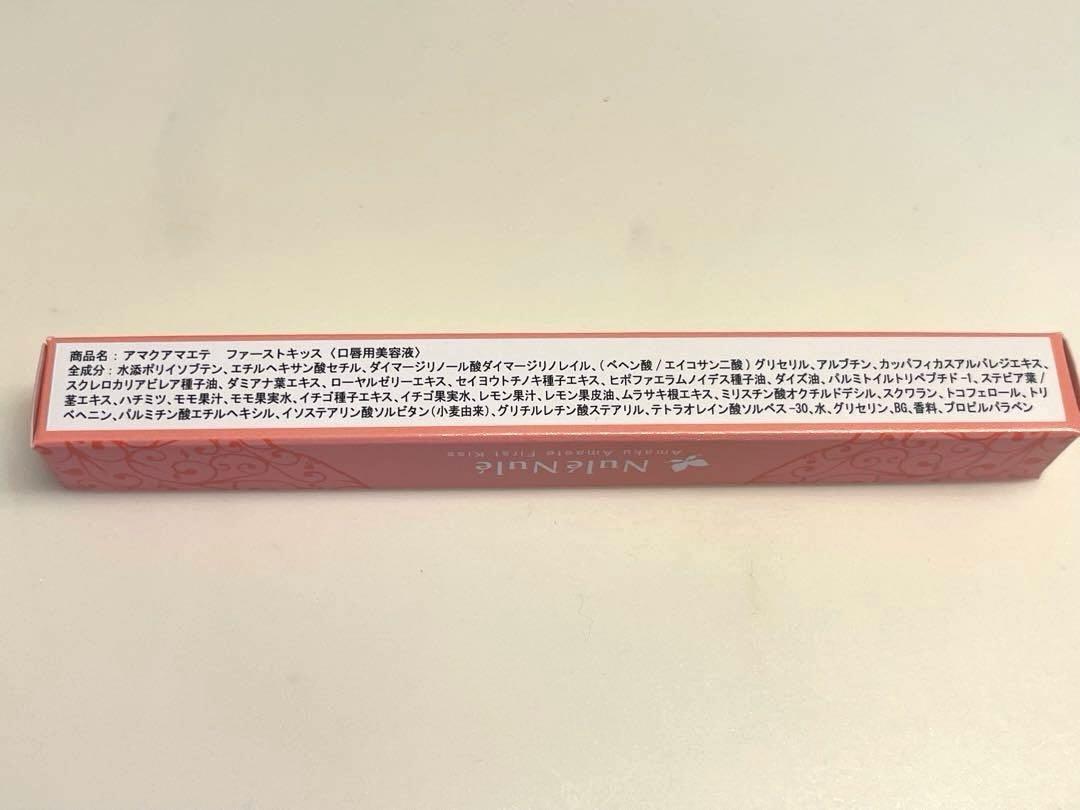 商品名：アマクアマエテ　ファーストキッス〈口唇用美容液〉
全成分：水添ポリイソブテン、エチルヘキサン酸セチル、ダイマージリノール酸ダイマージリノレイル、(ベヘン酸/エイコサン二酸)グリセリル、アルブチン、カッパフィカスアルバレジエキス、
スクレロカリアビレア種子油、ダミアナ葉エキス、ローヤルゼリーエキス、セイヨウトチノキ種子エキス、ヒポファエラムノイデス種子油、ダイズ油、パルミトイルトリペプチド-1、ステビア葉/
茎エキス、ハチミツ、モモ果汁、モモ果実水、イチゴ種子エキス、イチゴ果実水、レモン果汁、レモン果皮油、ムラサキ根エキス、ミリスチン酸オクチルドデシル、スクワラン、トコフェロール、トリ
ベヘニン、パルミチン酸エチルヘキシル、イソステアリン酸ソルビタン(小麦由来)、グリチルレチン酸ステアリル、テトラオレイン酸ソルベス-30、水、グリセリン、BG、香料、プロピルパラベン
NuléNulé
Amaku Amaete First Kiss